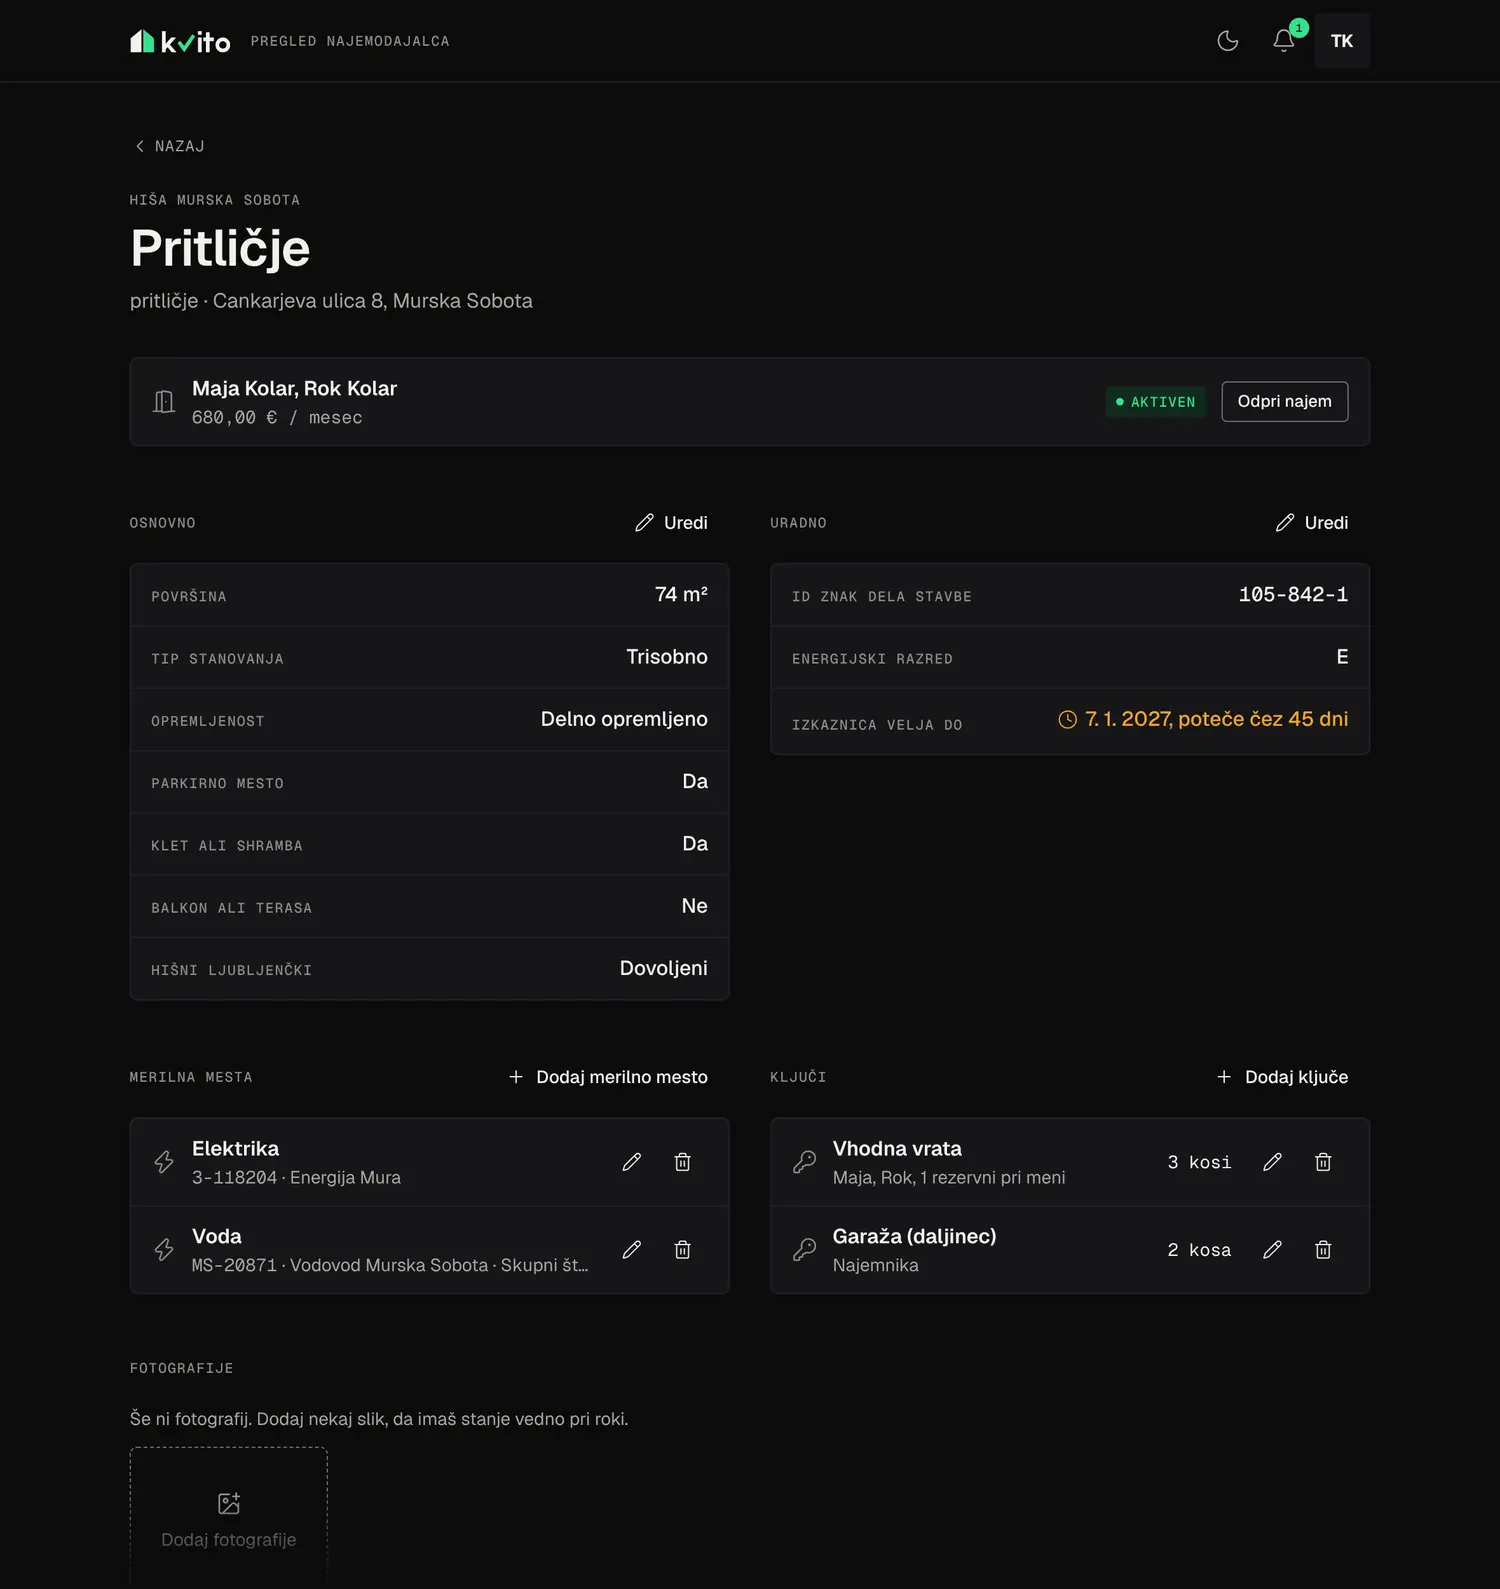 kvito PREGLED NAJEMODAJALCA
1
TK
NAZAJ
HIŠA MURSKA SOBOTA
Pritličje
pritličje · Cankarjeva ulica 8, Murska Sobota
Maja Kolar, Rok Kolar
680,00 € / mesec
AKTIVEN
Odpri najem
OSNOVNO
Uredi
POVRŠINA 74 m²
TIP STANOVANJA Trisobno
OPREMLJENOST Delno opremljeno
PARKIRNO MESTO Da
KLET ALI SHRAMBA Da
BALKON ALI TERASA Ne
HIŠNI LJUBLJENČKI Dovoljeni
URADNO
Uredi
ID ZNAK DELA STAVBE 105-842-1
ENERGIJSKI RAZRED E
IZKAZNICA VELJA DO 7. 1. 2027, poteče čez 45 dni
MERILNA MESTA
Dodaj merilno mesto
Elektrika
3-118204 · Energija Mura
Voda
MS-20871 · Vodovod Murska Sobota · Skupni št...
KLJUČI
Dodaj ključe
Vhodna vrata
Maja, Rok, 1 rezervni pri meni
3 kosi
Garaža (daljinec)
Najemnika
2 kosa
FOTOGRAFIJE
Še ni fotografij. Dodaj nekaj slik, da imaš stanje vedno pri roki.
Dodaj fotografije